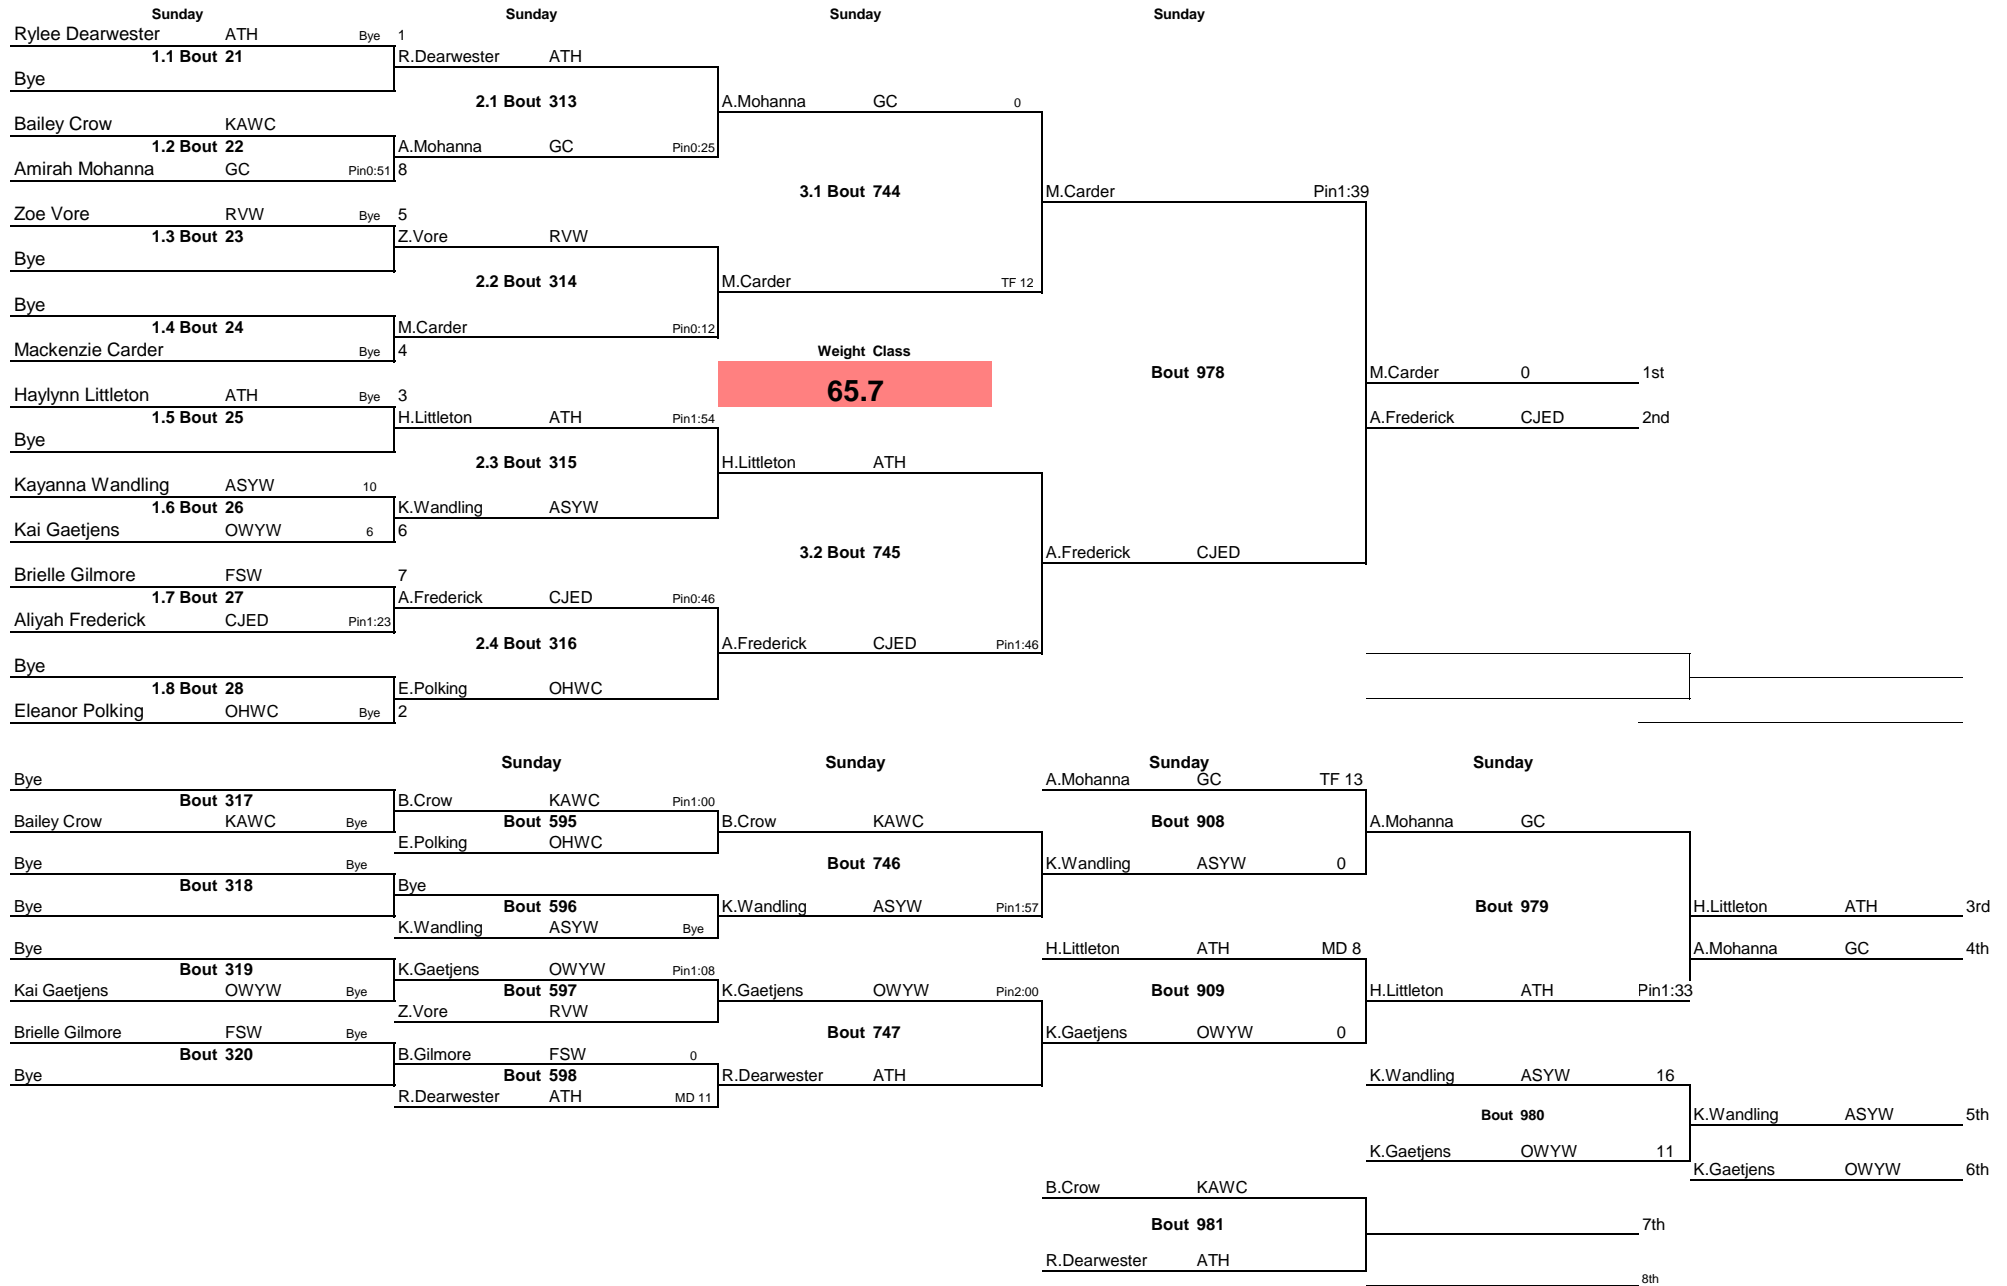 Sunday Sunday Sunday Sunday
Rylee Dearwester ATH Bye 1
1.1 Bout 21 R.Dearwester ATH
Bye
2.1 Bout 313 A.Mohanna GC 0
Bailey Crow KAWC
1.2 Bout 22 A.Mohanna GC Pin0:25
Amirah Mohanna GC Pin0:51 8
3.1 Bout 744 M.Carder Pin1:39
Zoe Vore RVW Bye 5
1.3 Bout 23 Z.Vore RVW
Bye
2.2 Bout 314 M.Carder TF 12
Bye
1.4 Bout 24 M.Carder Pin0:12
Mackenzie Carder Bye 4 Weight Class
Bout 978 M.Carder 0 1st
Haylynn Littleton ATH Bye 3 65.7
1.5 Bout 25 H.Littleton ATH Pin1:54 A.Frederick CJED 2nd
Bye
2.3 Bout 315 H.Littleton ATH
Kayanna Wandling ASYW 10
1.6 Bout 26 K.Wandling ASYW
Kai Gaetjens OWYW 6 6
3.2 Bout 745 A.Frederick CJED
Brielle Gilmore FSW 7
1.7 Bout 27 A.Frederick CJED Pin0:46
Aliyah Frederick CJED Pin1:23
2.4 Bout 316 A.Frederick CJED Pin1:46
Bye
1.8 Bout 28 E.Polking OHWC
Eleanor Polking OHWC Bye 2
Sunday Sunday Sunday Sunday
Bye A.Mohanna GC TF 13
Bout 317 B.Crow KAWC Pin1:00
Bailey Crow KAWC Bye Bout 595 B.Crow KAWC Bout 908 A.Mohanna GC
E.Polking OHWC
Bye Bye Bout 746 K.Wandling ASYW 0
Bout 318 Bye
Bye Bout 596 K.Wandling ASYW Pin1:57 Bout 979 H.Littleton ATH 3rd
K.Wandling ASYW Bye
Bye H.Littleton ATH MD 8 A.Mohanna GC 4th
Bout 319 K.Gaetjens OWYW Pin1:08
Kai Gaetjens OWYW Bye Bout 597 K.Gaetjens OWYW Pin2:00 Bout 909 H.Littleton ATH Pin1:33
Z.Vore RVW
Brielle Gilmore FSW Bye Bout 747 K.Gaetjens OWYW 0
Bout 320 B.Gilmore FSW 0
Bye Bout 598 R.Dearwester ATH K.Wandling ASYW 16
R.Dearwester ATH MD 11
Bout 980 K.Wandling ASYW 5th
K.Gaetjens OWYW 11
K.Gaetjens OWYW 6th
B.Crow KAWC
Bout 981 7th
R.Dearwester ATH
8th